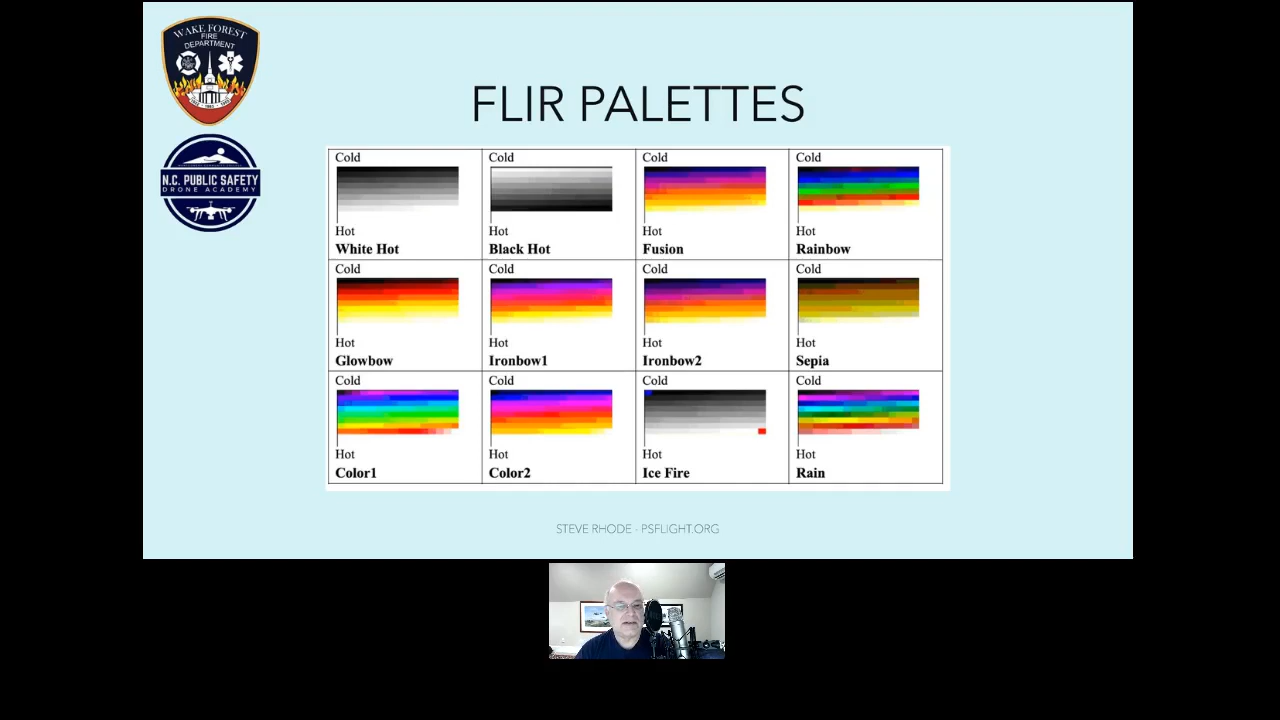 WAKE FOREST
FIRE
DEPARTMENT
N.C. PUBLIC SAFETY
DRONE ACADEMY
FLIR PALETTES
Cold Cold Cold Cold
Hot Hot Hot Hot
White Hot Black Hot Fusion Rainbow
Cold Cold Cold Cold
Hot Hot Hot Hot
Glowbow Ironbow1 Ironbow2 Sepia
Cold Cold Cold Cold
Hot Hot Hot Hot
Color1 Color2 Ice Fire Rain
STEVE RHODE - PSFLIGHT.ORG